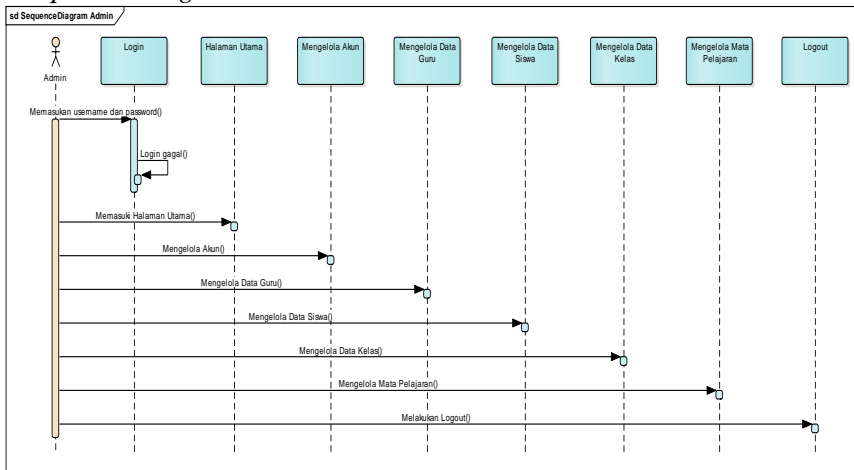 sd SequenceDiagram Admin
Admin
Login
Halaman Utama
Mengelola Akun
Mengelola Data
Guru
Mengelola Data
Siswa
Mengelola Data
Kelas
Mengelola Mata
Pelajaran
Logout
Memasukan username dan password()
Login gagal()
Memasuki Halaman Utama()
Mengelola Akun()
Mengelola Data Guru()
Mengelola Data Siswa()
Mengelola Data Kelas()
Mengelola Mata Pelajaran()
Melakukan Logout()